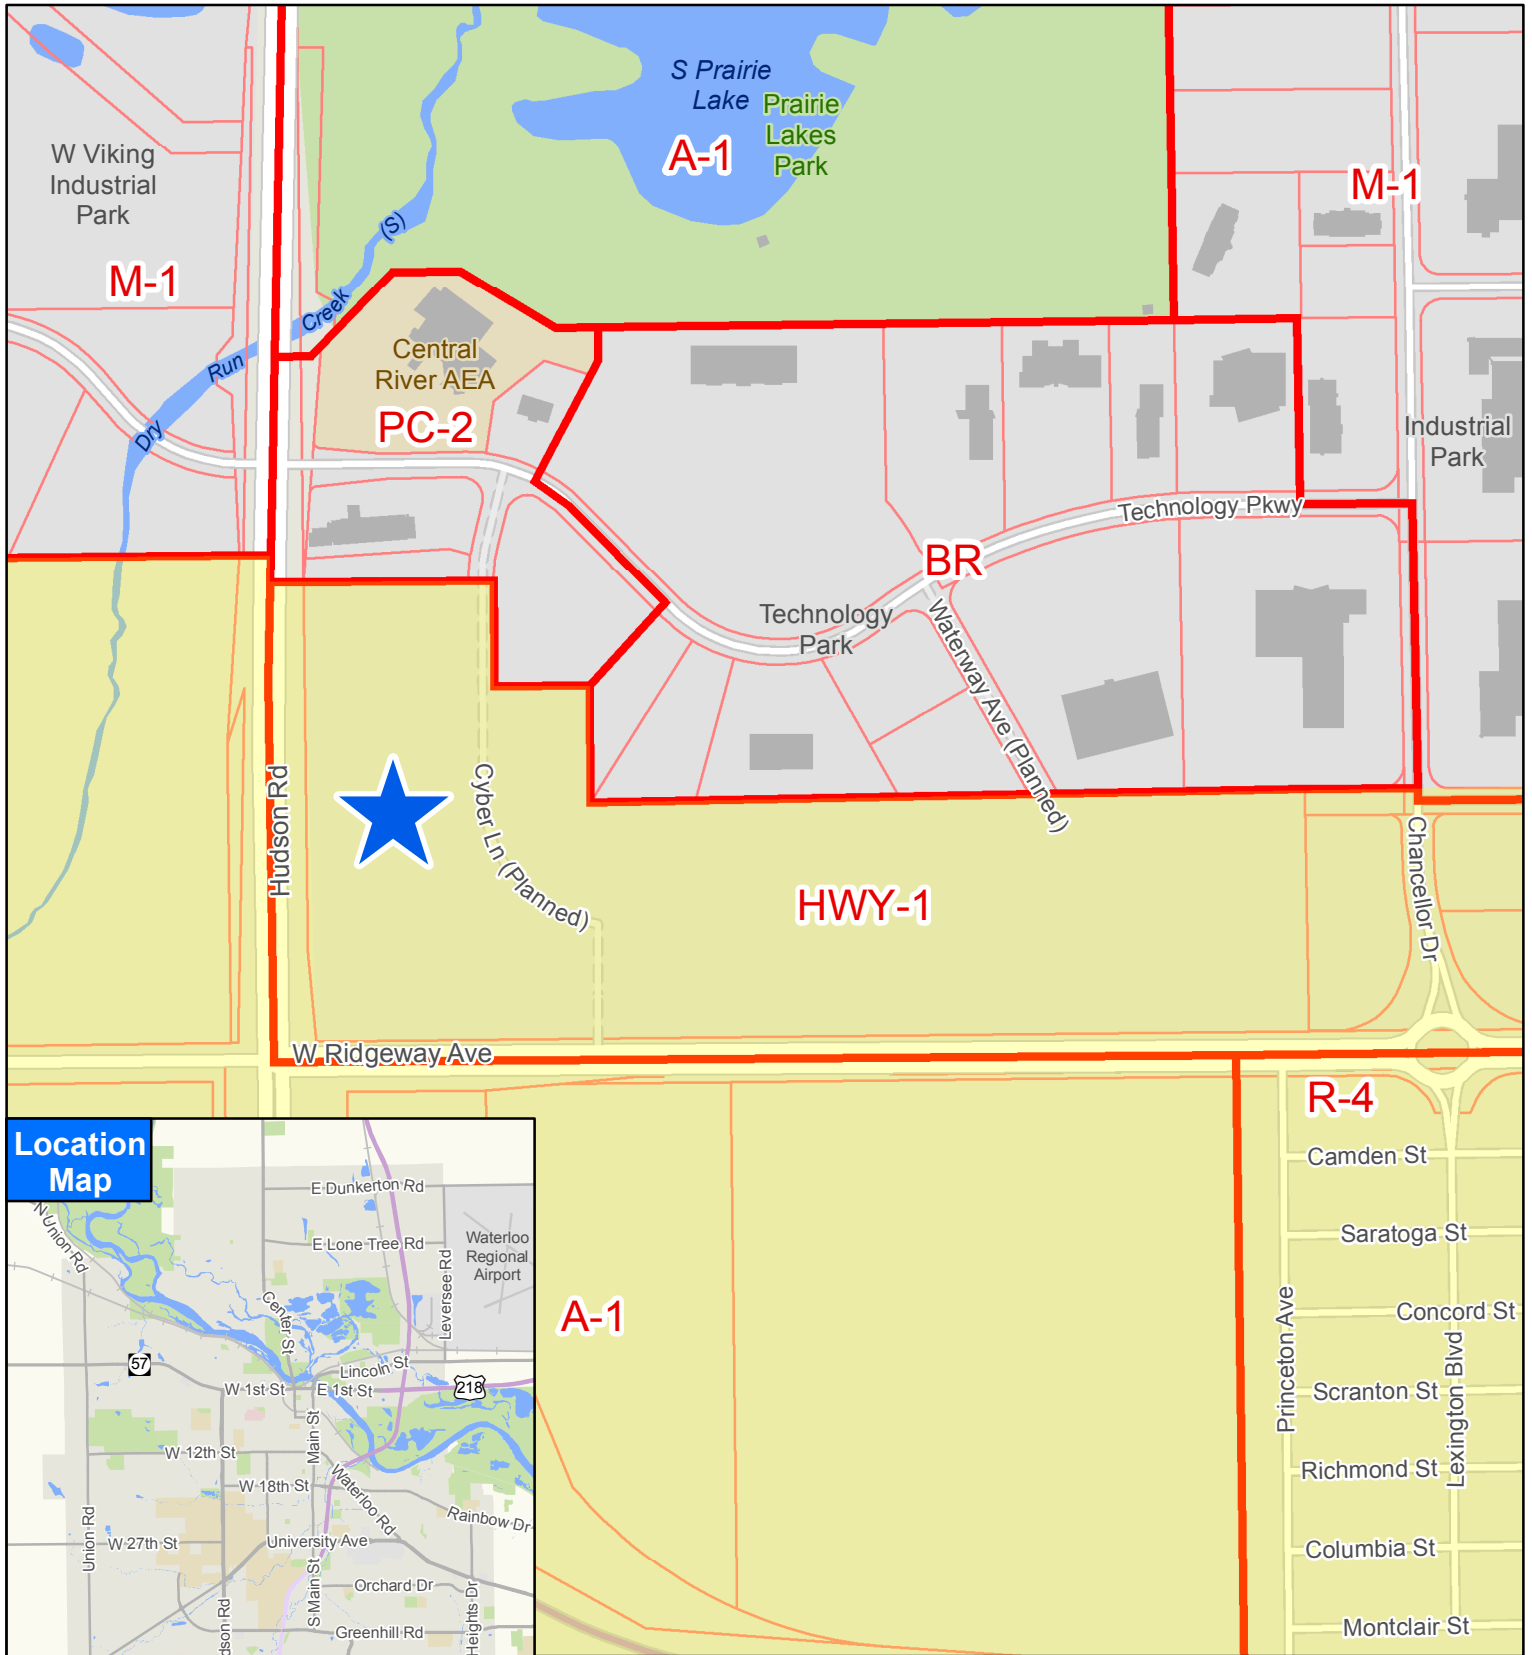 S Prairie
Lake
Prairie
Lakes
Park
A-1
W Viking
Industrial
Park
M-1
M-1
(S)
Creek
Run
Dry
Central
River AEA
PC-2
Industrial
Park
Technology Pkwy
BR
Technology
Park
Waterway Ave (Planned)
Hudson Rd
Cyber Ln (Planned)
HWY-1
Chancellor Dr
W Ridgeway Ave
R-4
Camden St
Saratoga St
Concord St
Scranton St
Richmond St
Columbia St
Montclair St
Princeton Ave
Lexington Blvd
A-1
Location
Map
N Union Rd
E Dunkerton Rd
E Lone Tree Rd
Leversee Rd
Waterloo
Regional
Airport
Center St
57
Lincoln St
W 1st St
E 1st St
218
Main St
W 12th St
W 18th St
Waterloo Rd
Rainbow Dr
Union Rd
W 27th St
University Ave
S Main St
Orchard Dr
Greenhill Rd
dson Rd
Heights Dr